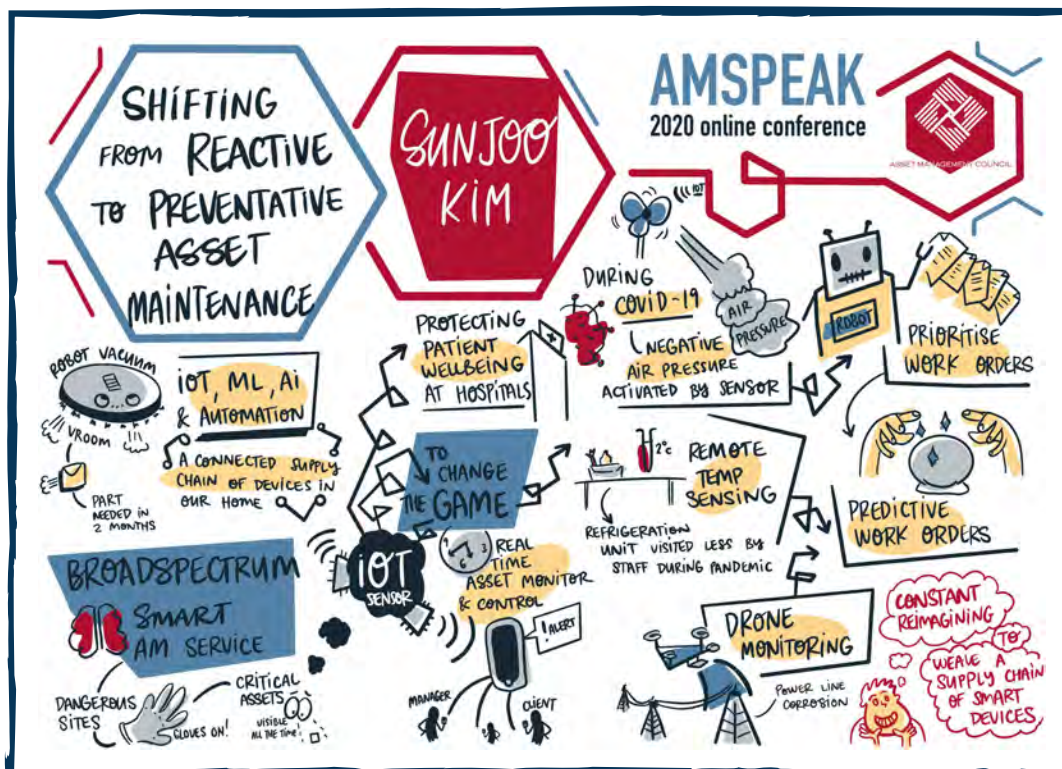 SHIFTING
FROM REACTIVE
TO PREVENTATIVE
ASSET
MAINTENANCE
SUNJOO
KIM
AMSPEAK
2020 online conference
ASSET MANAGEMENT COUNCIL
ROBOT VACUUM
VROOM
PART
NEEDED IN
2 MONTHS
iOT, ML, Ai
& AUTOMATION
A CONNECTED SUPPLY
CHAIN OF DEVICES IN
OUR HOME
BROADSPECTRUM
SMART
AM SERVICE
DANGEROUS
SITES
GLOVES ON!
CRITICAL
ASSETS
VISIBLE
ALL THE TIME!
iOT
SENSOR
PROTECTING
PATIENT
WELLBEING
AT HOSPITALS
TO
CHANGE
THE GAME
9
3
6
REAL
TIME
ASSET MONITOR
& CONTROL
! ALERT
MANAGER
CLIENT
IOT
DURING
COVID-19
NEGATIVE
AIR PRESSURE
ACTIVATED BY SENSOR
AIR
PRESSURE
2°c
REMOTE
TEMP
SENSING
REFRIGERATION
UNIT VISITED LESS BY
STAFF DURING PANDEMIC
ROBOT
PRIORITISE
WORK ORDERS
PREDICTIVE
WORK ORDERS
DRONE
MONITORING
POWER LINE
CORROSION
CONSTANT
REIMAGINING
TO
WEAVE A
SUPPLY CHAIN
OF SMART
DEVICES